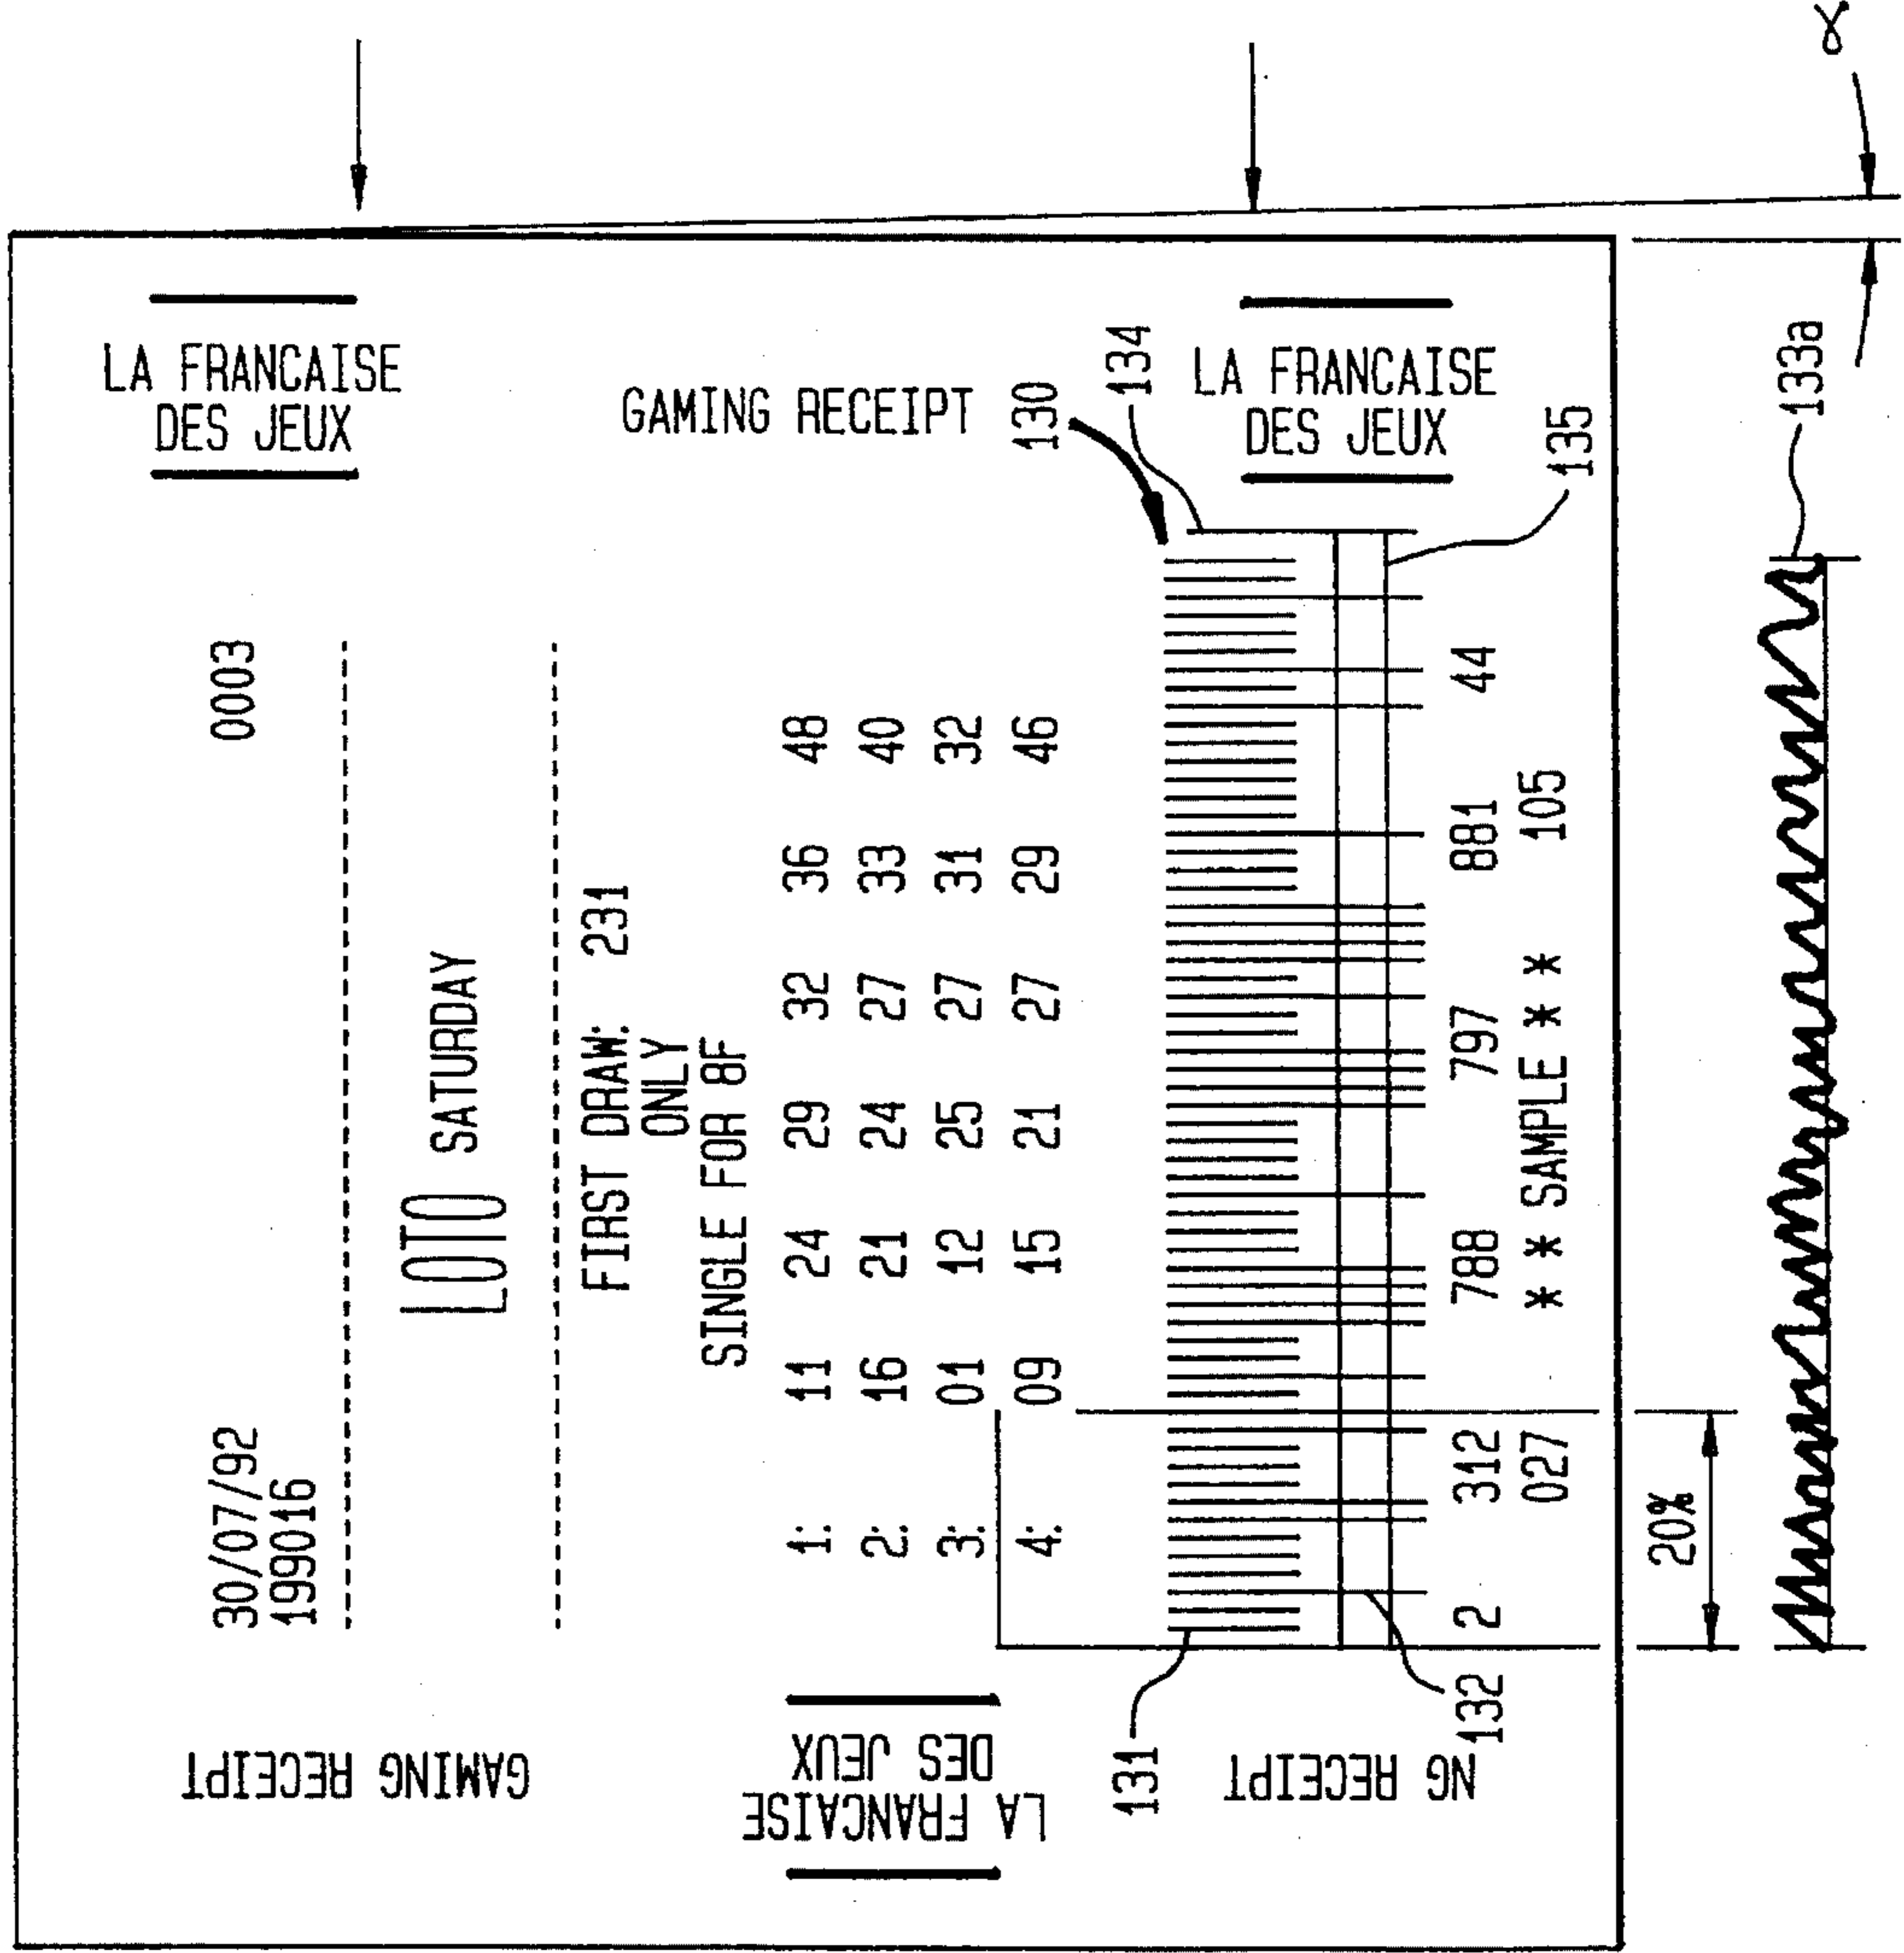 LA FRANCAISE
DES JEUX
30/07/92 0003
199016
LOTO SATURDAY
FIRST DRAW: 231
ONLY
SINGLE FOR 8F
GAMING RECEIPT
1: 11 24 29 32 36 48
2: 16 21 24 27 33 40
3: 01 12 25 27 31 32
4: 09 15 21 27 29 46
130
134
LA FRANCAISE
DES JEUX
135
131
132
2 312 788 797 881 44
027 * * * SAMPLE * * * 105
20%
133a
γ
GAMING RECEIPT
LA FRANCAISE
DES JEUX
NG RECEIPT